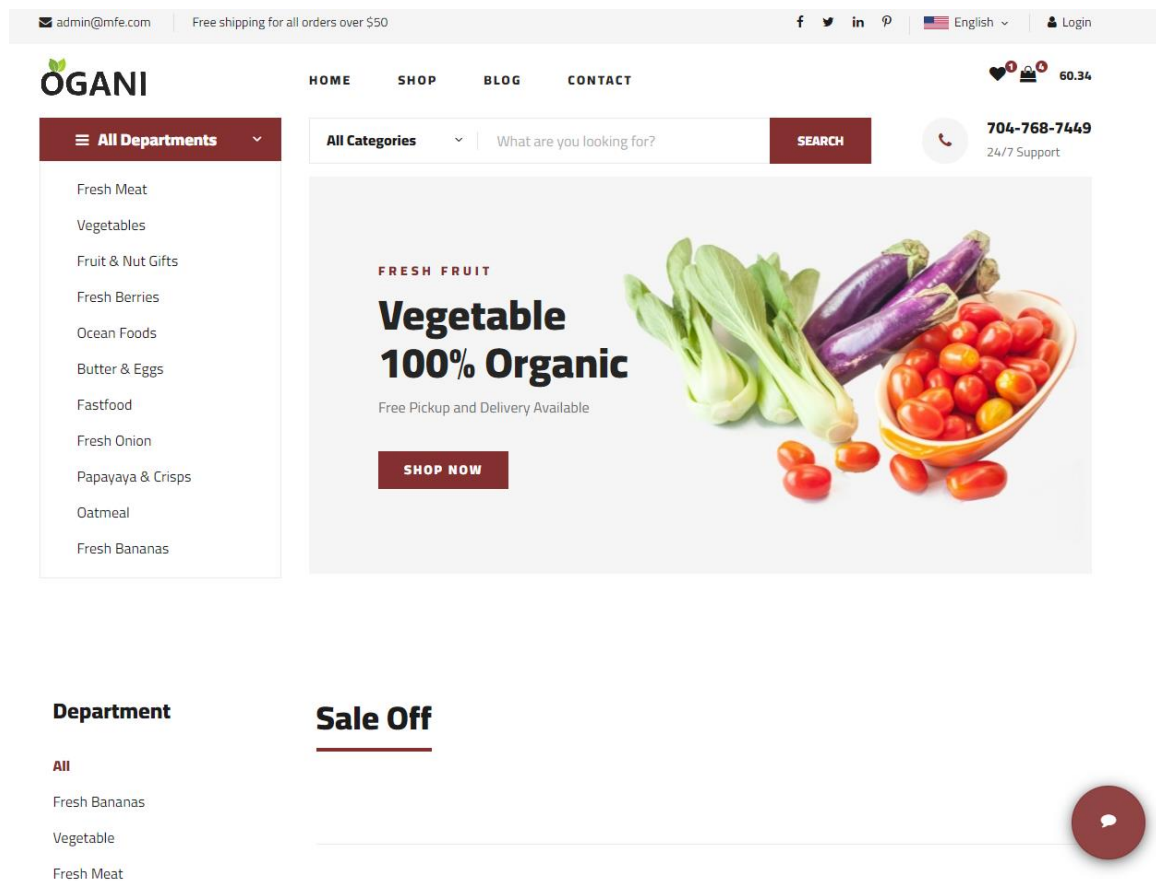 admin@mfe.com Free shipping for all orders over $50 English Login
OGANI
HOME SHOP BLOG CONTACT
1 4 60.34
All Departments
All Categories What are you looking for? SEARCH
704-768-7449
24/7 Support
Fresh Meat
Vegetables
Fruit & Nut Gifts
Fresh Berries
Ocean Foods
Butter & Eggs
Fastfood
Fresh Onion
Papayaya & Crisps
Oatmeal
Fresh Bananas
FRESH FRUIT
Vegetable
100% Organic
Free Pickup and Delivery Available
SHOP NOW
Department
All
Fresh Bananas
Vegetable
Fresh Meat
Sale Off